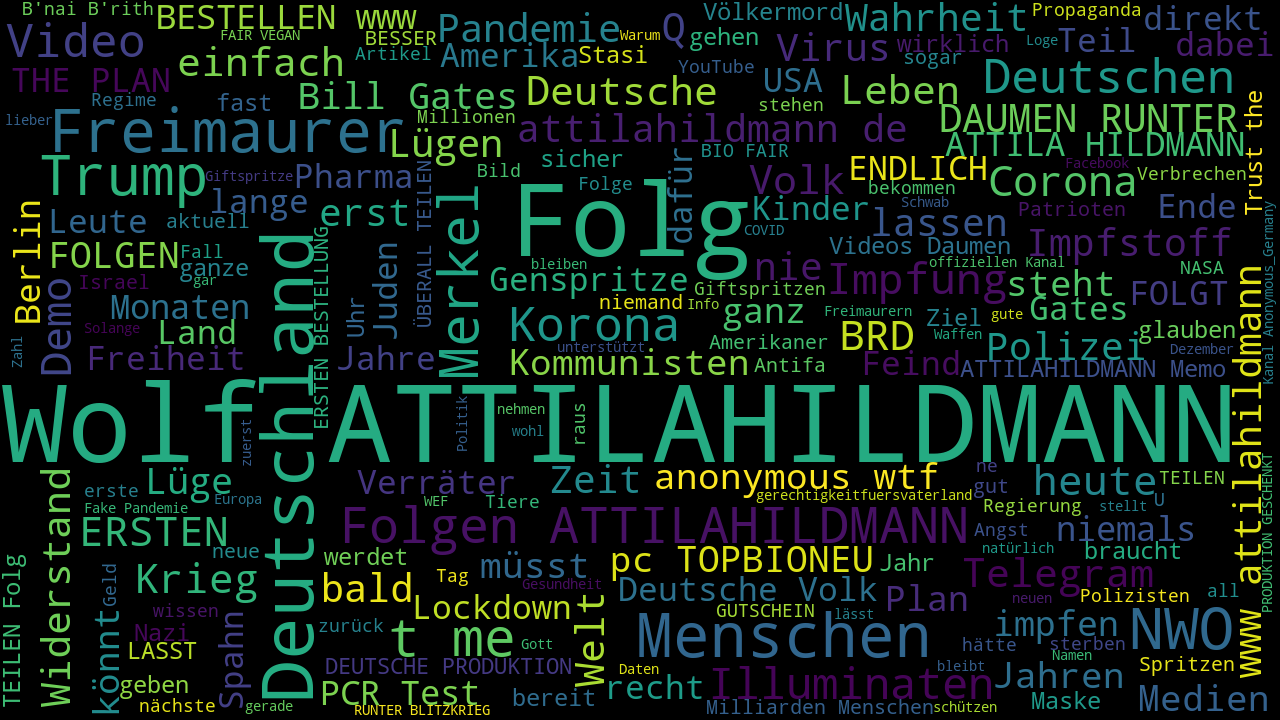 B'nai B'rith
BESTELLEN www
FAIR VEGAN
BESSER
Pandemie
Warum
Q
Völkermord
Wahrheit
Propaganda
direkt
Video
einfach
Artikel
Amerika
Stasi
gehen
Virus
wirklich
sogar
Loge
Teil
dabei
THE PLAN
Regime
fast
Bill Gates
Millionen
Deutsche
YouTube
USA
stehen
Leben
Deutschen
lieber
Freimaurer
Lügen
attilahildmann de
DAUMEN RUNTER
ATTILA HILDMANN
Trust the
Trump
Giftspritze
Pharma
Bild
sicher
BIO FAIR
ENDLICH
Facebook
Verbrechen
Folge
dafür
Volk
bekommen
Corona
Schwab
Patrioten
Ende
Leute
aktuell
lange
erst
ÜBERALL TEILEN
Merkel
Folg
COVID
Kinder
lassen
Berlin
FOLGEN
Fall
ganze
gar
Israel
Demo
Monaten
Solange
Land
Zahl
Freiheit
Deutschland
ERSTEN BESTELLUNG
Uhr
Juden
Jahre
bleiben
Genspritze
Giftspritzen
nie
Videos Daumen
offiziellen Kanal
Impfstoff
NASA
Impfung
steht
niemand
Info
ganz
Freimaurern
Ziel
gute
Gates
FOLGT
Korona
unterstützt
Amerikaner
BRD
Waffen
Polizei
glauben
Dezember
Kommunisten
Antifa
Feind
ATTILAHILDMANN Memo
Kanal Anonymous_Germany
www attilahildmann
Wolf
ATTILAHILDMANN
zuerst
Politik
nehmen
wohl
raus
Widerstand
erste
Lüge
Europa
Fake Pandemie
ERSTEN
Verräter
WEF
Tiere
Zeit
anonymous wtf
gerechtigkeitfuersvaterland
ne
gut
heute
TEILEN
Regierung
stellt
U
PRODUKTION GESCHENKT
Folgen ATTILAHILDMANN
Angst
niemals
natürlich
braucht
neue
werdet
müsst
pc TOPBIONEU
Jahr
TEILEN Folg
Geld
Krieg
bald
Tag
Gesundheit
Deutsche Volk
Plan
Telegram
neuen
Polizisten
all
Könnt
wissen
Nazi
LASST
Spahn
zurück
Lockdown
t me
Gott
Welt
GUTSCHEIN
lässt
Menschen
hätte
impfen
sterben
NWO
Namen
Spritzen
geben
nächste
gerade
DEUTSCHE PRODUKTION
PCR Test
RUNTER BLITZKRIEG
bereit
Daten
recht
Illuminaten
Milliarden Menschen
bleibt
schützen
Jahren
Maske
Medien